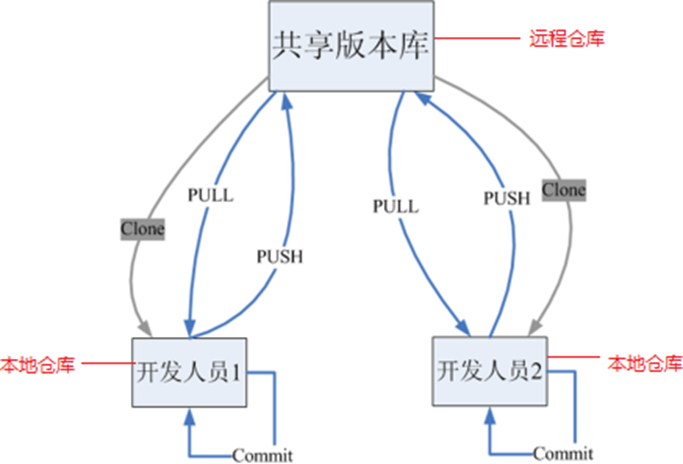 共享版本库
远程仓库
PULL
Clone
PUSH
PULL
PUSH
Clone
本地仓库
开发人员1
开发人员2
本地仓库
Commit
Commit